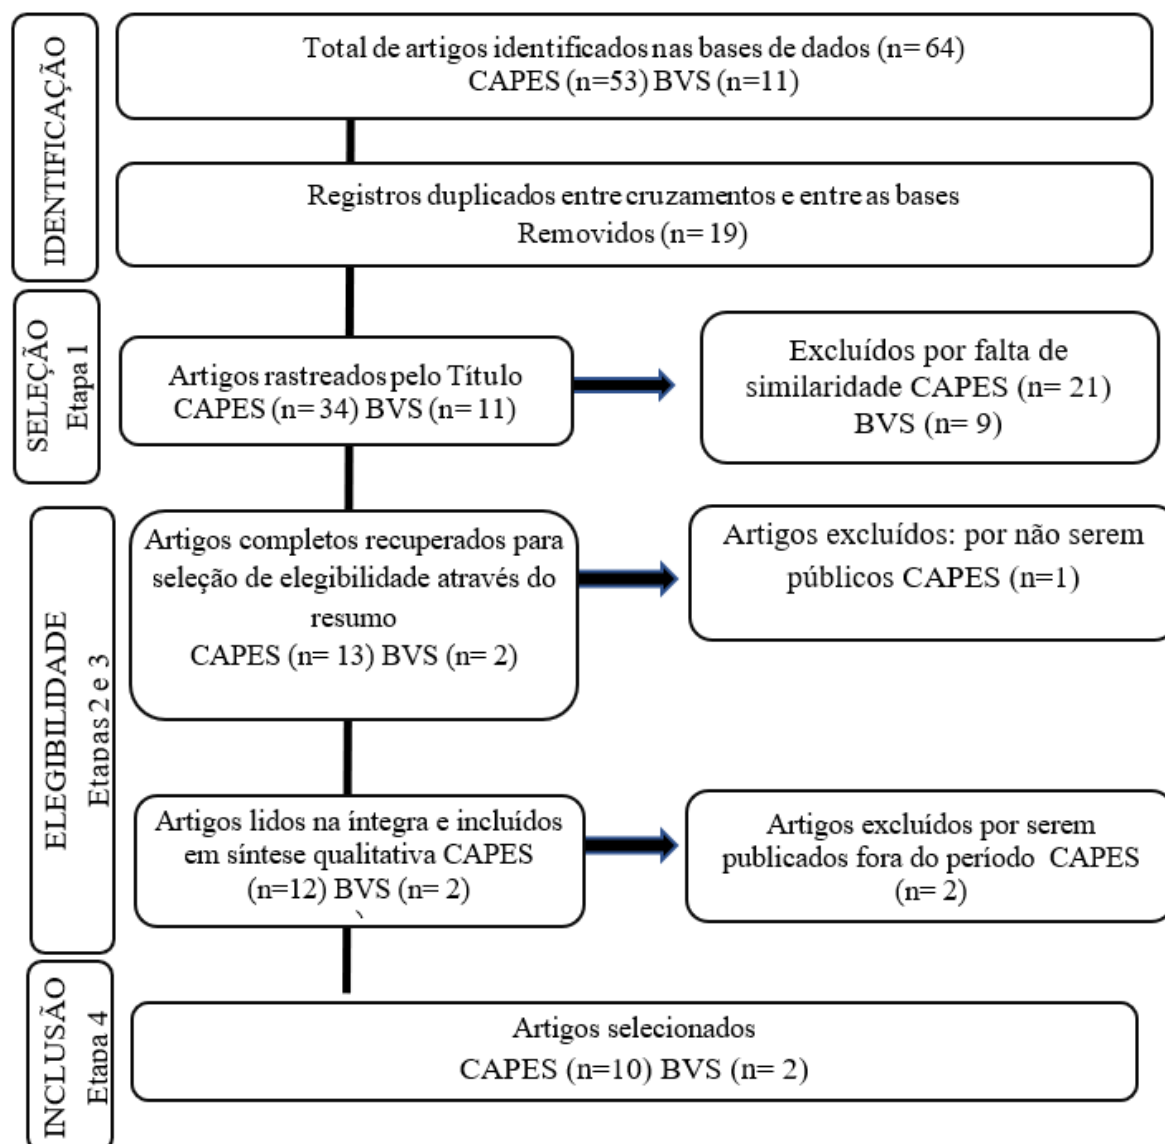 IDENTIFICAÇÃO
Total de artigos identificados nas bases de dados (n= 64)
CAPES (n=53) BVS (n=11)
Registros duplicados entre cruzamentos e entre as bases
Removidos (n= 19)
SELEÇÃO
Etapa 1
Artigos rastreados pelo Título
CAPES (n= 34) BVS (n= 11)
Excluídos por falta de
similaridade CAPES (n= 21)
BVS (n= 9)
ELEGIBILIDADE
Etapas 2 e 3
Artigos completos recuperados para
seleção de elegibilidade através do
resumo
CAPES (n= 13) BVS (n= 2)
Artigos excluídos: por não serem
públicos CAPES (n=1)
Artigos lidos na íntegra e incluídos
em síntese qualitativa CAPES
(n=12) BVS (n= 2)
Artigos excluídos por serem
publicados fora do período CAPES
(n= 2)
INCLUSÃO
Etapa 4
Artigos selecionados
CAPES (n=10) BVS (n= 2)